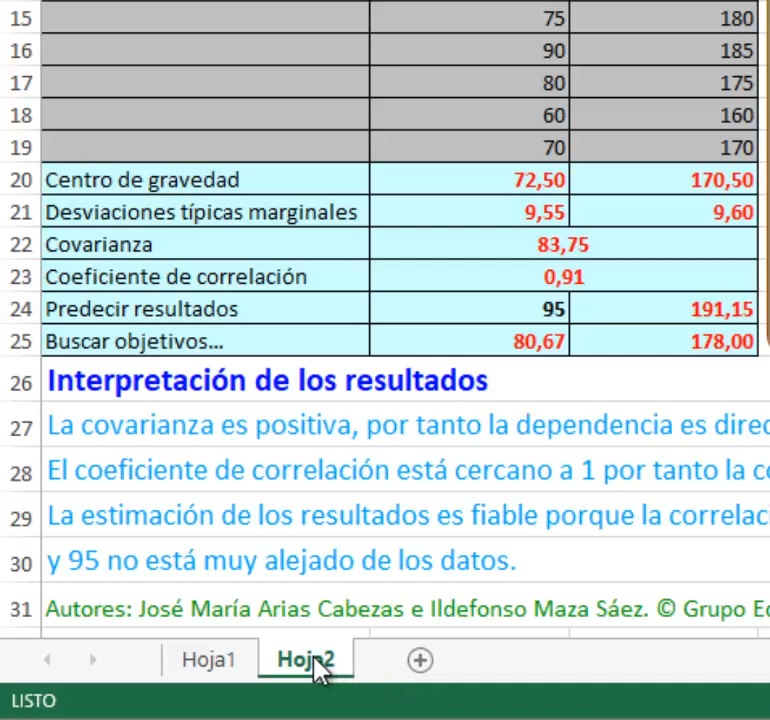 15 75 180
16 90 185
17 80 175
18 60 160
19 70 170
20 Centro de gravedad 72,50 170,50
21 Desviaciones típicas marginales 9,55 9,60
22 Covarianza 83,75
23 Coeficiente de correlación 0,91
24 Predecir resultados 95 191,15
25 Buscar objetivos... 80,67 178,00
26 Interpretación de los resultados
27 La covarianza es positiva, por tanto la dependencia es direc
28 El coeficiente de correlación está cercano a 1 por tanto la c
29 La estimación de los resultados es fiable porque la correlac
30 y 95 no está muy alejado de los datos.
31 Autores: José María Arias Cabezas e Ildefonso Maza Sáez. © Grupo Ed
Hoja1 Hoja2
LISTO